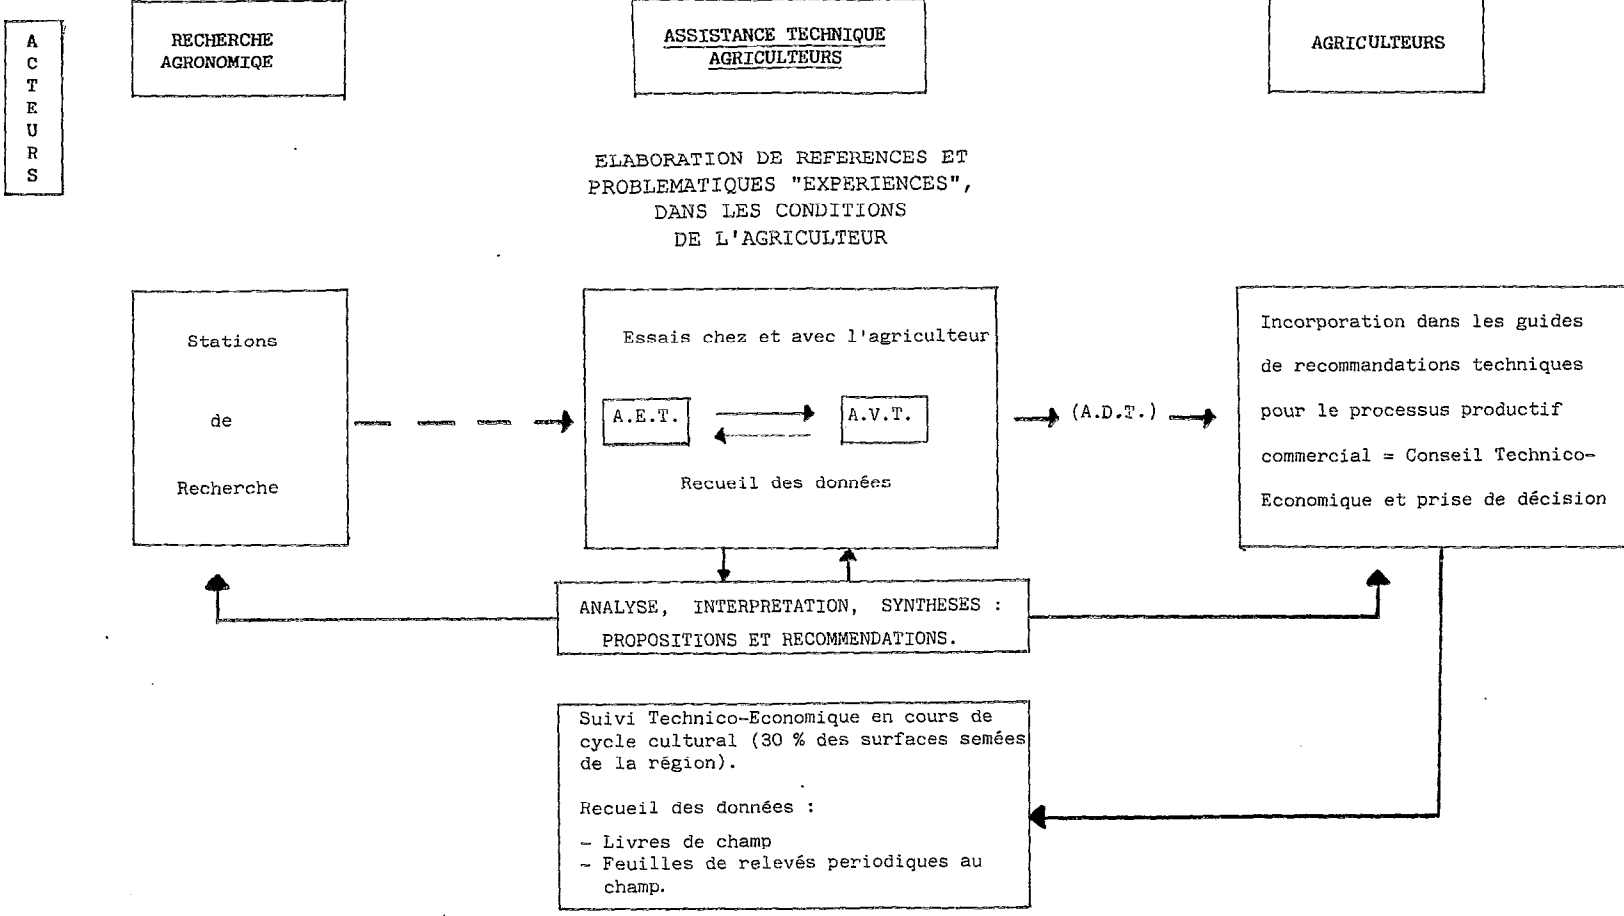 A
C
T
E
U
R
S
RECHERCHE
AGRONOMIQE
ASSISTANCE TECHNIQUE
AGRICULTEURS
AGRICULTEURS
ELABORATION DE REFERENCES ET
PROBLEMATIQUES "EXPERIENCES",
DANS LES CONDITIONS
DE L'AGRICULTEUR
Stations
de
Recherche
Essais chez et avec l'agriculteur
A.E.T.
A.V.T.
Recueil des données
(A.D.T.)
Incorporation dans les guides
de recommandations techniques
pour le processus productif
commercial = Conseil Technico-
Economique et prise de décision
ANALYSE, INTERPRETATION, SYNTHESES :
PROPOSITIONS ET RECOMMENDATIONS.
Suivi Technico-Economique en cours de
cycle cultural (30 % des surfaces semées
de la région).
Recueil des données :
- Livres de champ
- Feuilles de relevés periodiques au
champ.